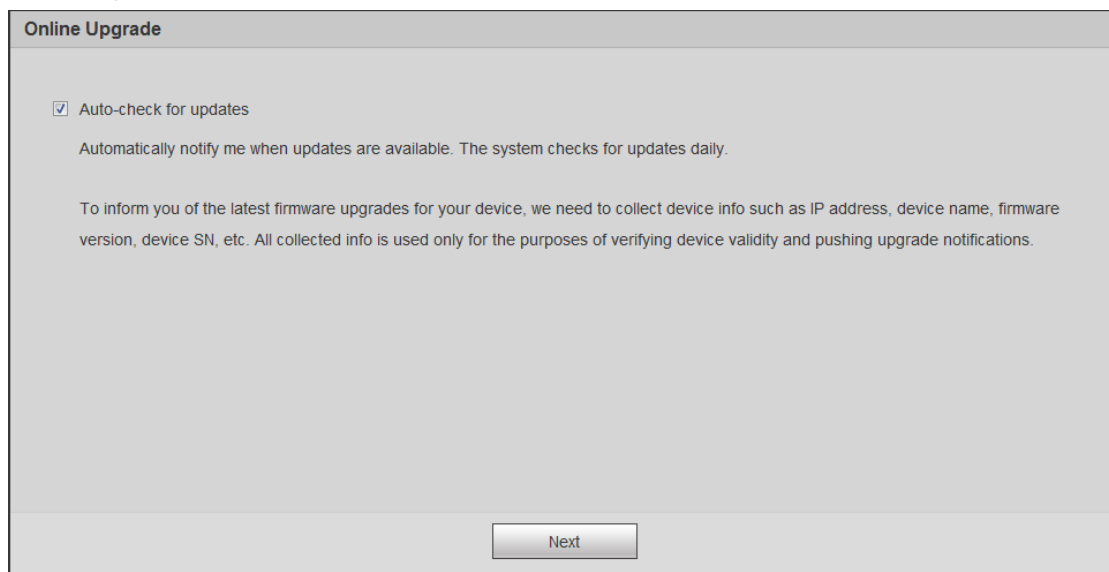 Online Upgrade
Auto-check for updates
Automatically notify me when updates are available. The system checks for updates daily.
To inform you of the latest firmware upgrades for your device, we need to collect device info such as IP address, device name, firmware
version, device SN, etc. All collected info is used only for the purposes of verifying device validity and pushing upgrade notifications.
Next